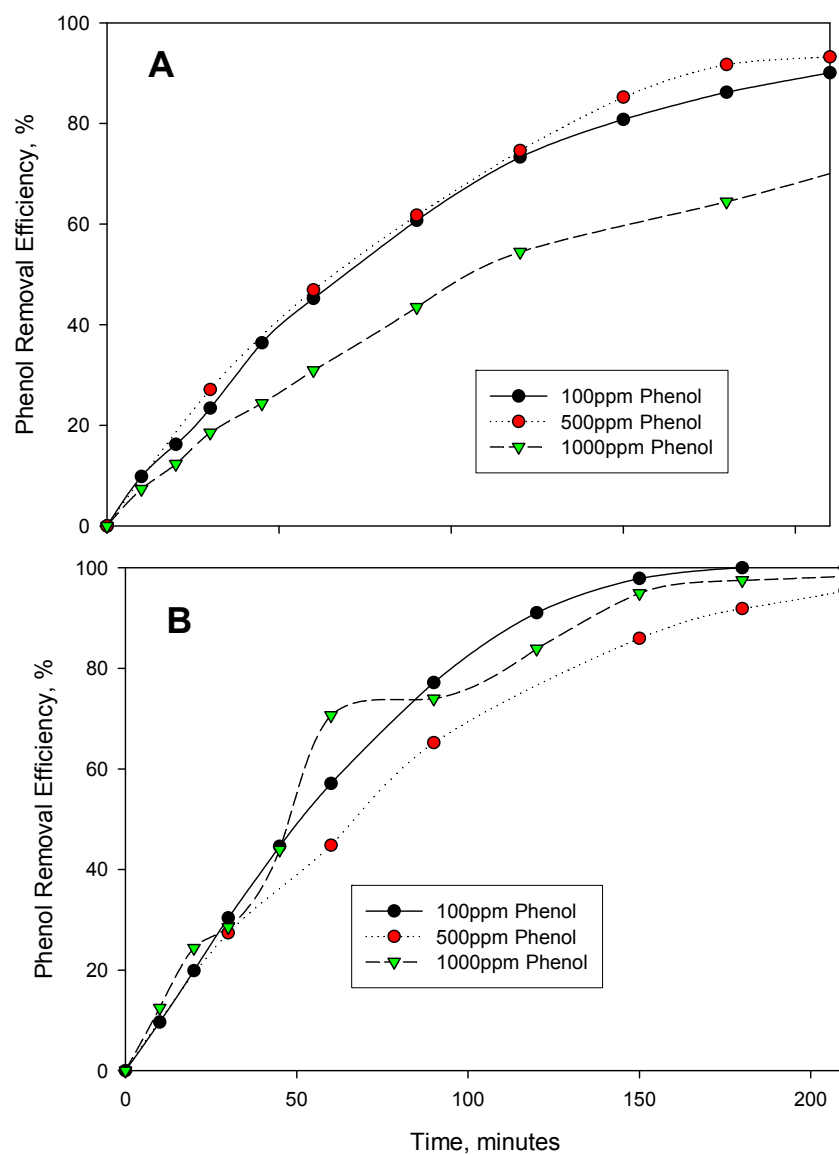 100
A
80
60
40
20
0
Phenol Removal Efficiency, %
100ppm Phenol
500ppm Phenol
1000ppm Phenol
100
B
80
60
40
20
0
Phenol Removal Efficiency, %
100ppm Phenol
500ppm Phenol
1000ppm Phenol
0 50 100 150 200
Time, minutes